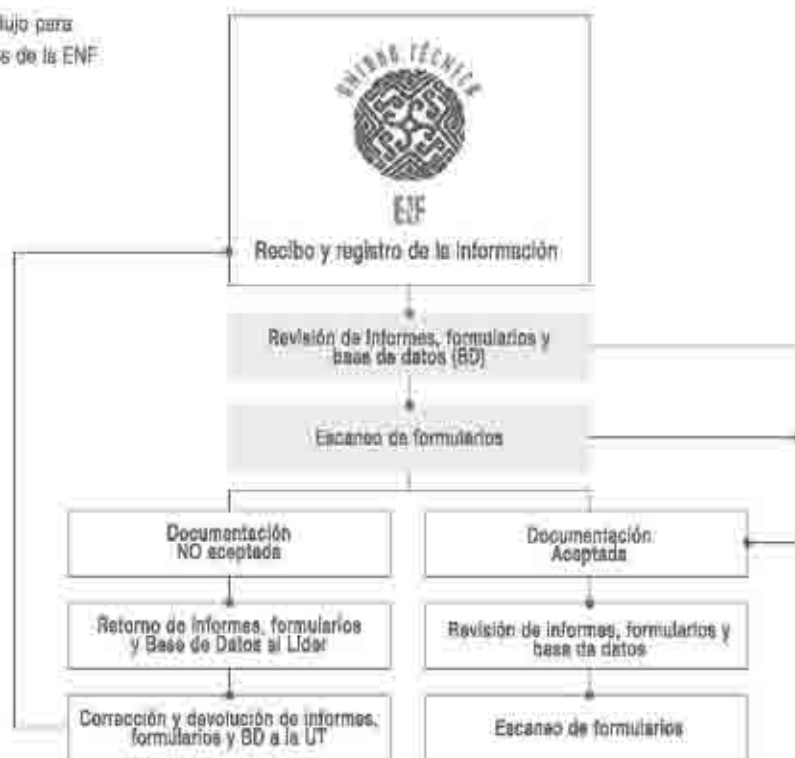 lujo para
s de la ENF
UNIDAD TÉCNICA
ENF
Recibo y registro de la información
Revisión de informes, formularios y
base de datos (BD)
Escaneo de formularios
Documentación
NO aceptada
Documentación
Aceptada
Retorno de informes, formularios
y Base de Datos al Líder
Revisión de informes, formularios y
base de datos
Corrección y devolución de informes,
formularios y BD a la UT
Escaneo de formularios